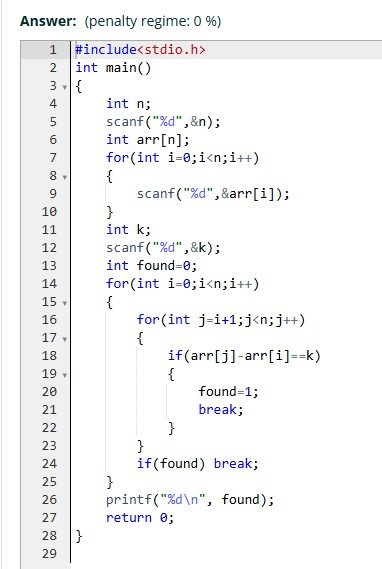 Answer: (penalty regime: 0 %)
1 #include<stdio.h>
2 int main()
3 {
4     int n;
5     scanf("%d",&n);
6     int arr[n];
7     for(int i=0;i<n;i++)
8     {
9         scanf("%d",&arr[i]);
10     }
11     int k;
12     scanf("%d",&k);
13     int found=0;
14     for(int i=0;i<n;i++)
15     {
16         for(int j=i+1;j<n;j++)
17         {
18             if(arr[j]-arr[i]==k)
19             {
20                 found=1;
21                 break;
22             }
23         }
24         if(found) break;
25     }
26     printf("%d\n", found);
27     return 0;
28 }
29